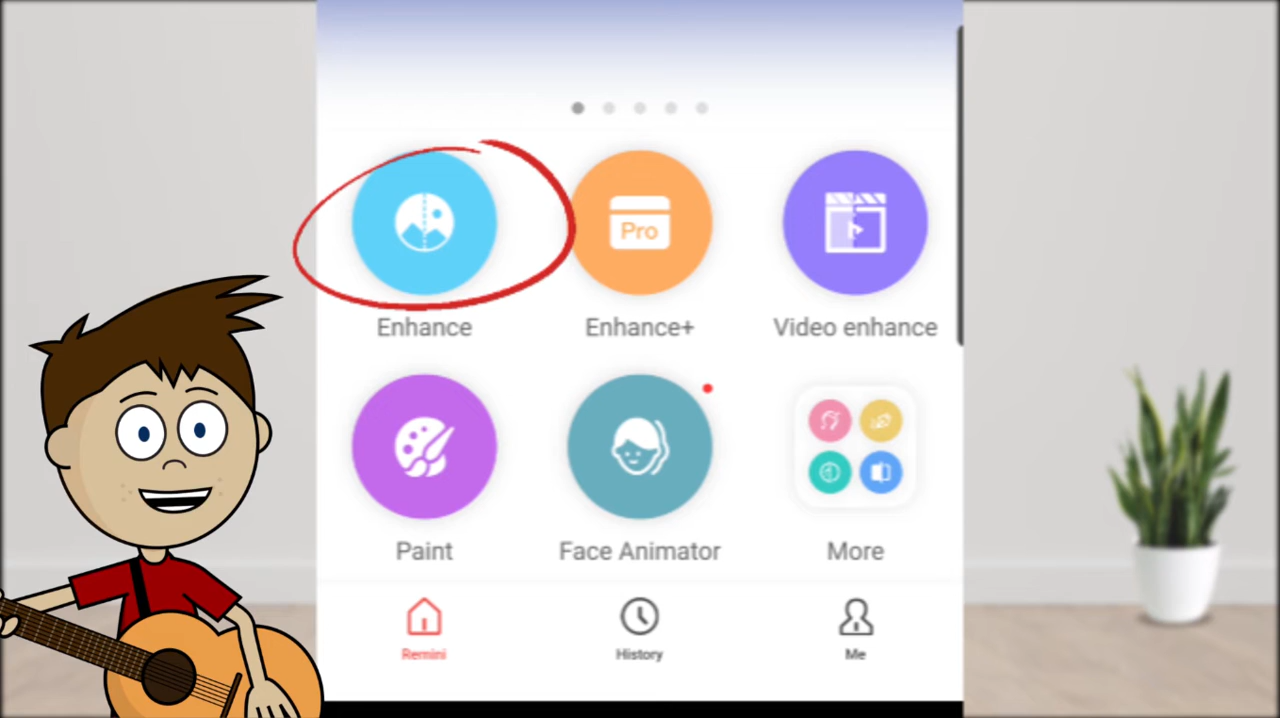 Pro
Enhance
Enhance+
Video enhance
Paint
Face Animator
More
Remini
History
Me